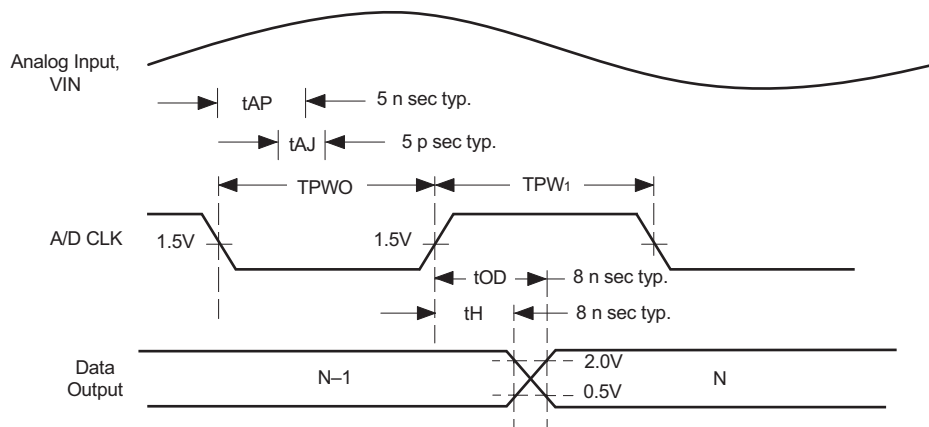 Analog Input,
VIN
tAP
5 n sec typ.
tAJ
5 p sec typ.
TPWO
TPW1
A/D CLK
1.5V
1.5V
tOD
8 n sec typ.
tH
8 n sec typ.
Data
Output
N–1
2.0V
0.5V
N